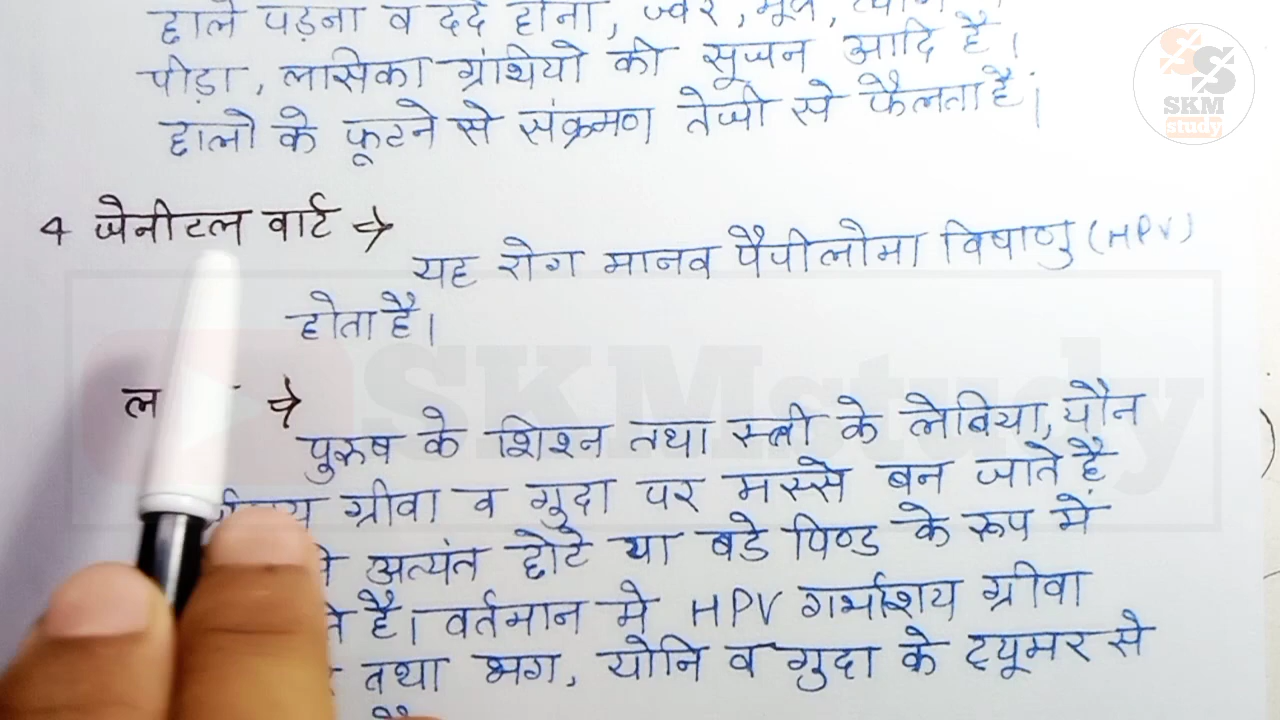 छाले पड़ना व दर्द होना, ज्वर, मूत्र,
पीड़ा, लासिका ग्रंथियो की सूजन आदि है।
छालो के फूटने से संक्रमण तेजी से फैलता है।
SKM
study
4 जेनीटल वार्ट →
यह रोग मानव पैपीलोमा विषाणु (HPV)
होता है।
ल →
पुरुष के शिश्न तथा स्त्री के लेबिया, यौन
ग्रीवा व गुदा पर मस्से बन जाते है
अत्यंत छोटे या बडे पिण्ड के रूप में
है। वर्तमान मे HPV गर्भाशय ग्रीवा
तथा भग, योनि व गुदा के ट्यूमर से
SKMstudy